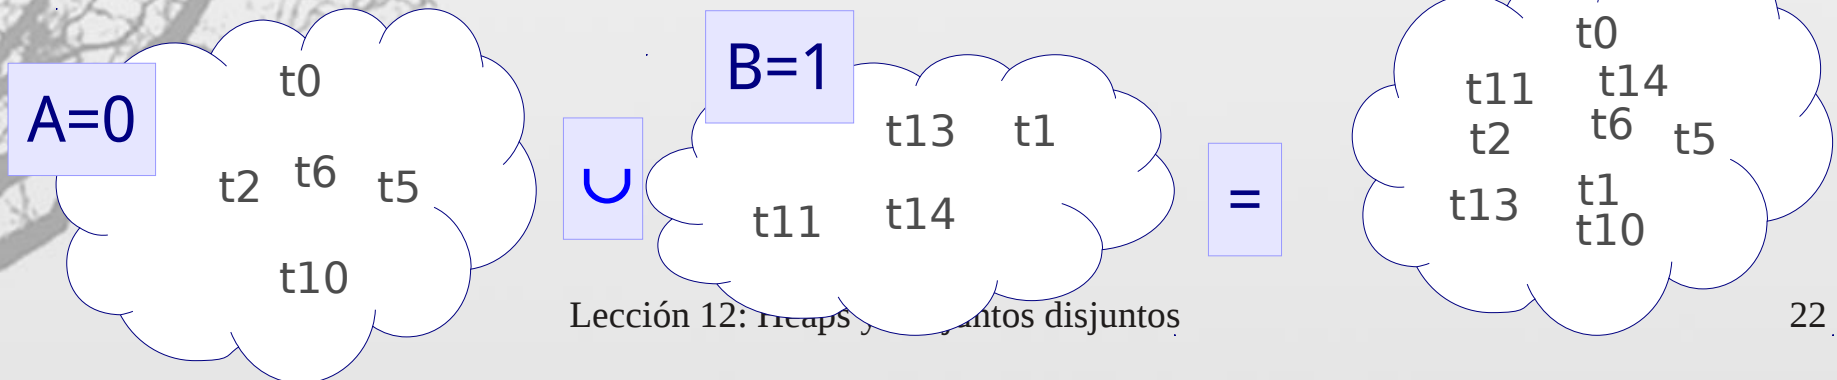 A=0
t0
t2 t6 t5
t10
∪
B=1
t13 t1
t11 t14
=
t0
t11 t14
t2 t6 t5
t13 t1
t10
Lección 12: disjuntos
22